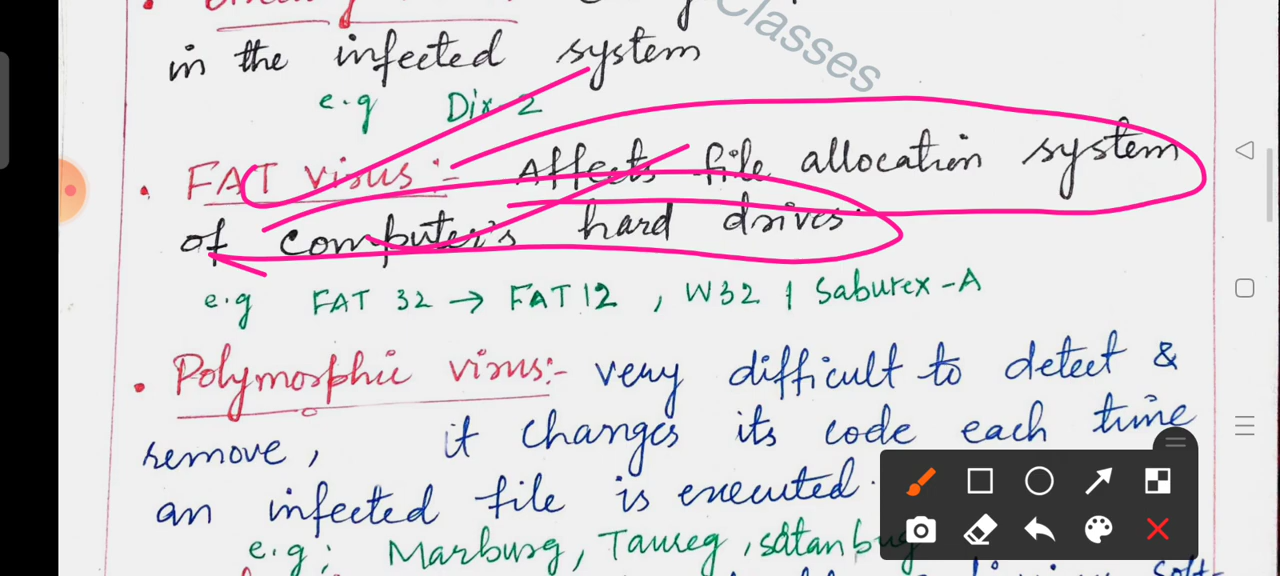 in the infected system
Classes
e.g Dir-2
• FAT virus :- Affects file allocation system
of computer's hard drives
e.g FAT 32 → FAT 12 , W32 | Saburex-A
• Polymorphic virus:- very difficult to detect &
remove , it changes its code each time
an infected file is executed.
e.g; Marburg, Taureg , satanbug